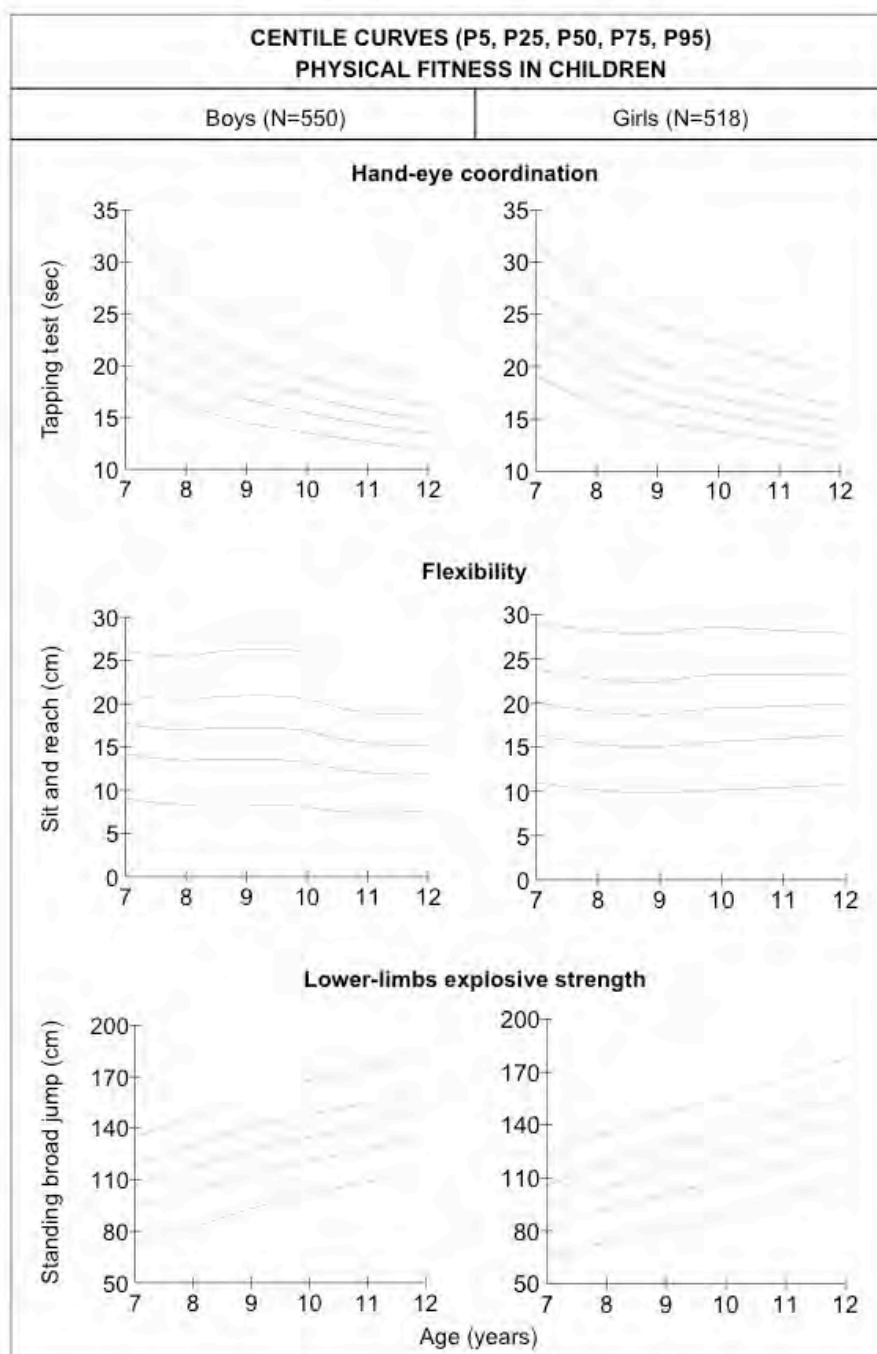 CENTILE CURVES (P5, P25, P50, P75, P95)
PHYSICAL FITNESS IN CHILDREN
Boys (N=550) Girls (N=518)
Hand-eye coordination
Tapping test (sec)
35
30
25
20
15
10
7 8 9 10 11 12
35
30
25
20
15
10
7 8 9 10 11 12
Flexibility
Sit and reach (cm)
30
25
20
15
10
5
0
7 8 9 10 11 12
30
25
20
15
10
5
0
7 8 9 10 11 12
Lower-limbs explosive strength
Standing broad jump (cm)
200
170
140
110
80
50
7 8 9 10 11 12
200
170
140
110
80
50
7 8 9 10 11 12
Age (years)